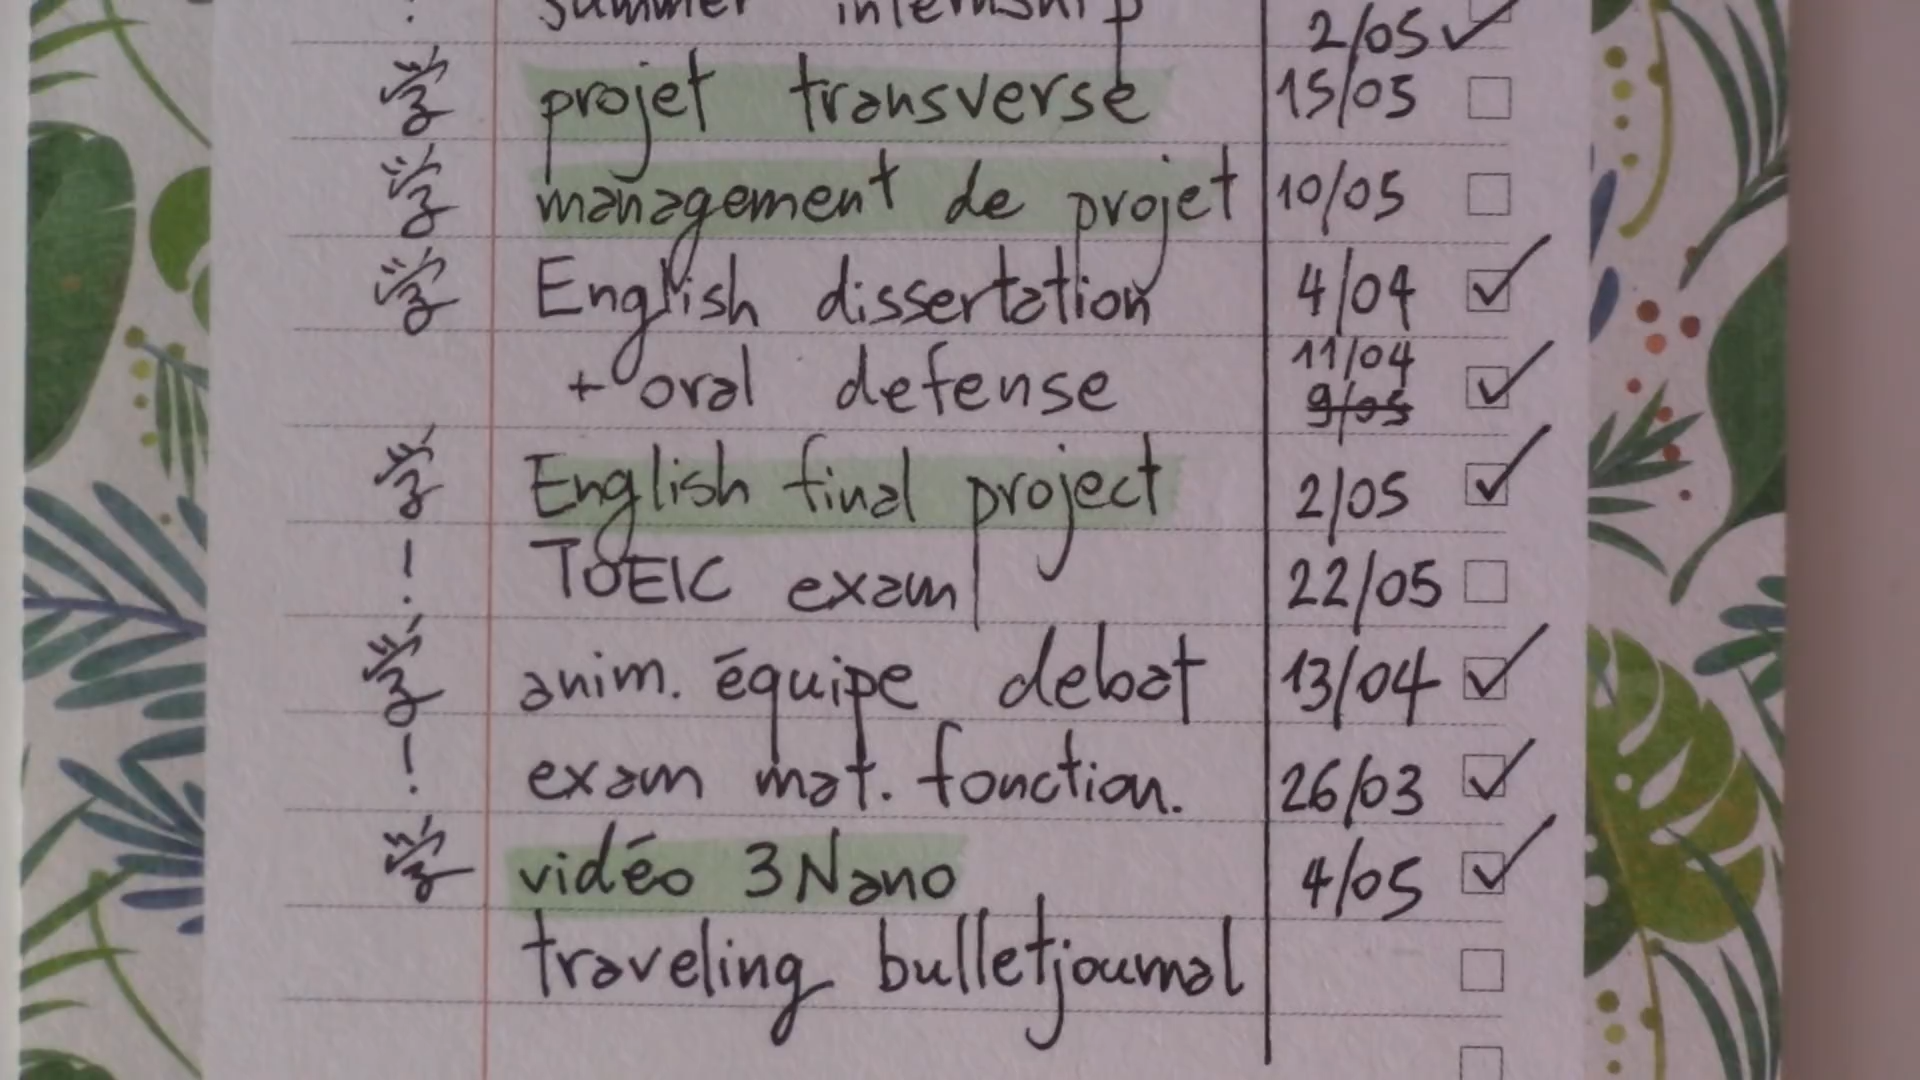 ! summer internship 2/05 ✓
学 projet transverse 15/05
学 management de projet 10/05
学 English dissertation 4/04 ✓
+ oral defense 11/04 ✓
9/05
学 English final project 2/05 ✓
! TOEIC exam 22/05
学 anim. équipe debat 13/04 ✓
! exam mat. fonction. 26/03 ✓
学 vidéo 3Nano 4/05 ✓
traveling bulletjournal